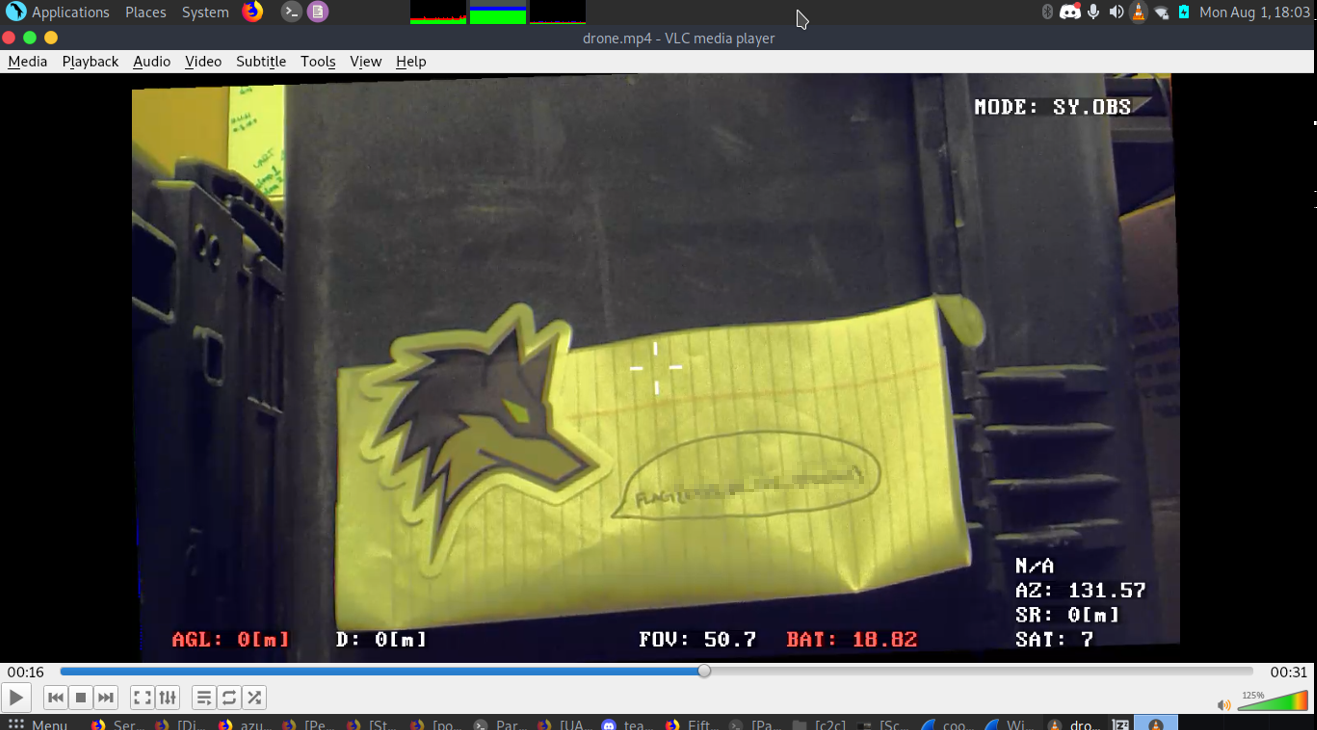 Applications Places System Mon Aug 1, 18:03
drone.mp4 - VLC media player
Media Playback Audio Video Subtitle Tools View Help
MODE: SY.OBS
N/A
AZ: 131.57
SR: 0[m]
AGL: 0[m] D: 0[m] FOV: 50.7 BAT: 18.82 SAT: 7
00:16 00:31
125%
Menu Ser... [Di... azu... [Pe... [St... [po... Par... [UA... tea... Fift... [Pa... [c2c] [Sc... coo... Wi... dro...